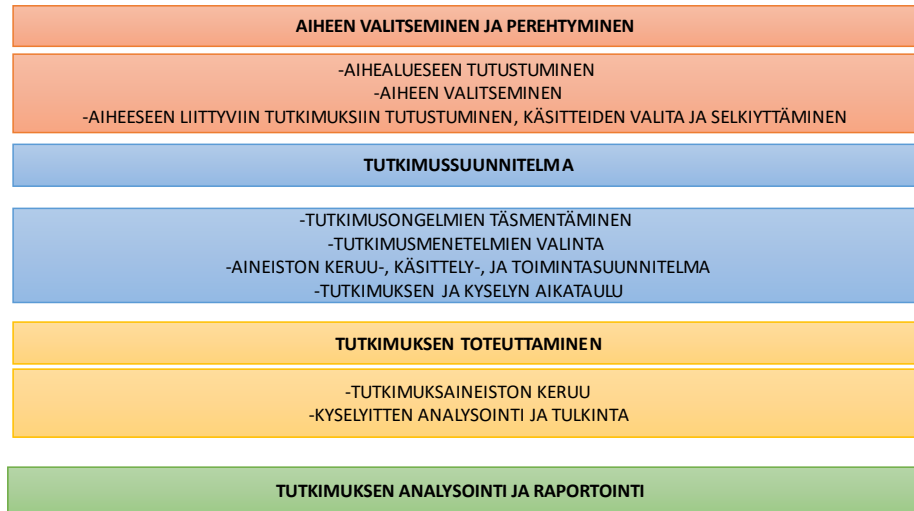 AIHEEN VALITSEMINEN JA PEREHTYMINEN
-AIHEALUESEEN TUTUSTUMINEN
-AIHEEN VALITSEMINEN
-AIHEESEEN LIITTYVIIN TUTKIMUKSIIN TUTUSTUMINEN, KÄSITTEIDEN VALITA JA SELKIYTTÄMINEN
TUTKIMUSSUUNNITELMA
-TUTKIMUSONGELMIEN TÄSMENTÄMINEN
-TUTKIMUSMENETELMIEN VALINTA
-AINEISTON KERUU-, KÄSITTELY-, JA TOIMINTASUUNNITELMA
-TUTKIMUKSEN JA KYSELYN AIKATAULU
TUTKIMUKSEN TOTEUTTAMINEN
-TUTKIMUKSAINEISTON KERUU
-KYSELYITTEN ANALYSOINTI JA TULKINTA
TUTKIMUKSEN ANALYSOINTI JA RAPORTOINTI